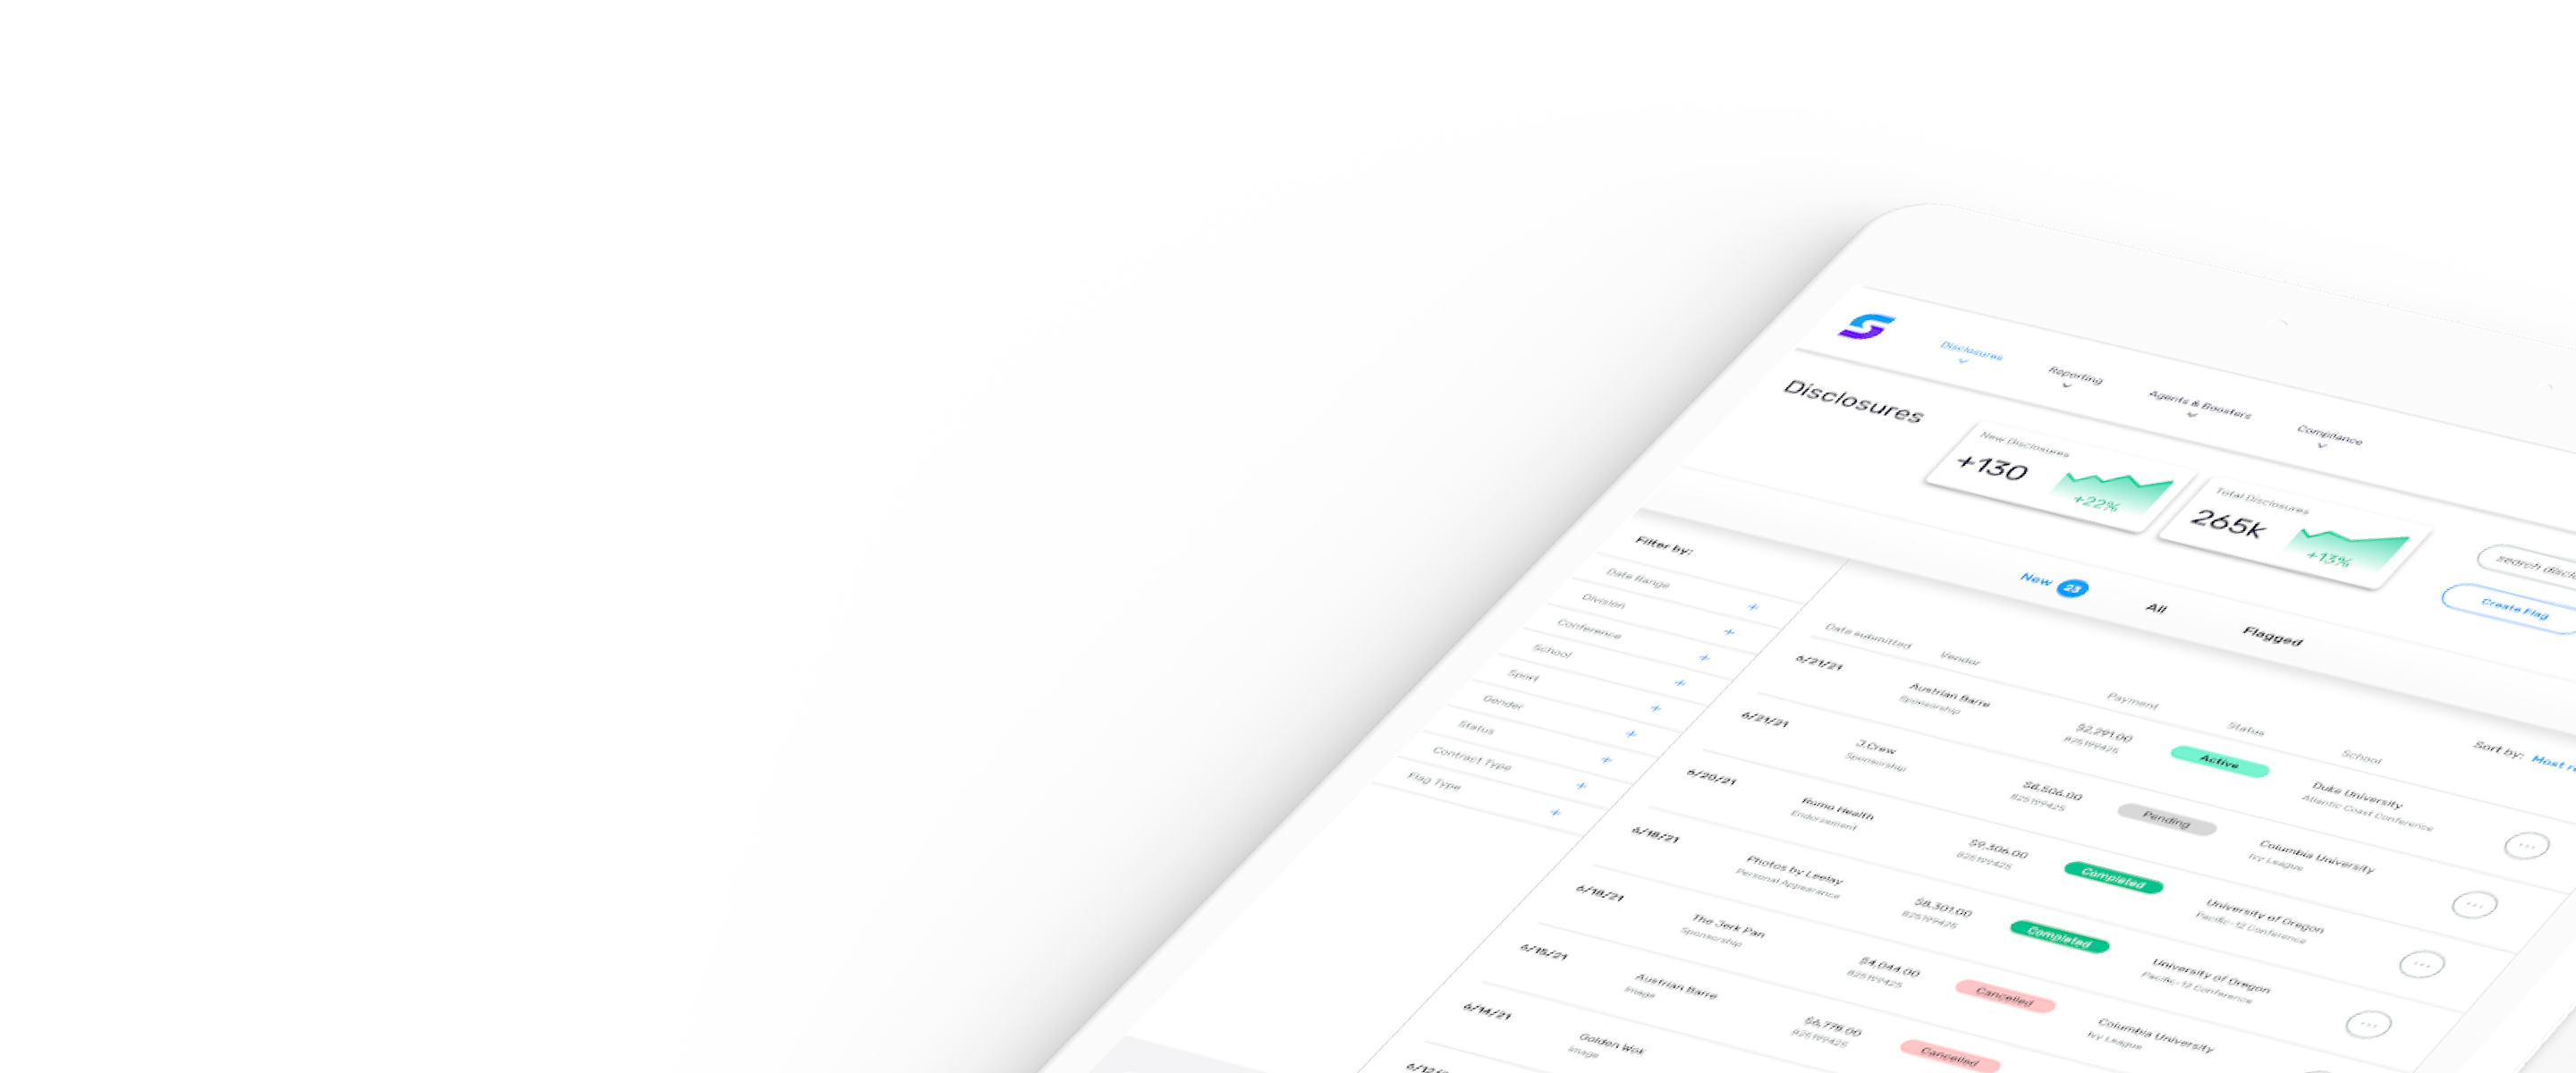 Disclosures
Reporting
Agents & Boosters
Compliance
Disclosures
New Disclosures
+130
+22%
Total Disclosures
265k
+13%
search
Create Flag
New 23
All
Flagged
Sort by: Most
Filter by:
Date Range
Division
Conference
School
Sport
Gender
Status
Contract Type
Flag Type
Date submitted
Vendor
Payment
Status
School
6/21/21
Austrian Barre
Sponsorship
$2,291.00
825199425
Active
Duke University
Atlantic Coast Conference
6/21/21
J.Crew
Sponsorship
$8,506.00
825199425
Pending
Columbia University
Ivy League
6/20/21
Rumo Health
Endorsement
$9,306.00
825199425
Completed
University of Oregon
Pacific-12 Conference
6/18/21
Photos by Leelay
Personal Appearance
$8,301.00
825199425
Completed
University of Oregon
Pacific-12 Conference
6/18/21
The Jerk Pan
Sponsorship
$4,044.00
825199425
Cancelled
Columbia University
Ivy League
6/15/21
Austrian Barre
Image
$6,778.00
825199425
Cancelled
6/14/21
Golden Wok
Image